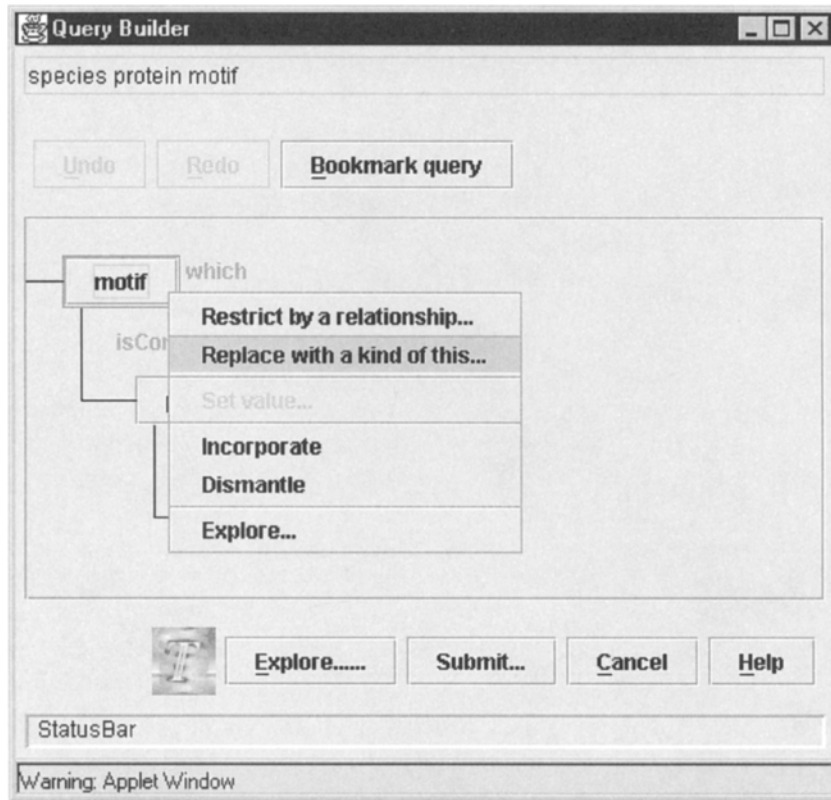 Query Builder
species protein motif
Undo Redo Bookmark query
motif which
Restrict by a relationship...
isCon
Replace with a kind of this...
Set value...
Incorporate
Dismantle
Explore...
Explore...... Submit... Cancel Help
StatusBar
Warning: Applet Window